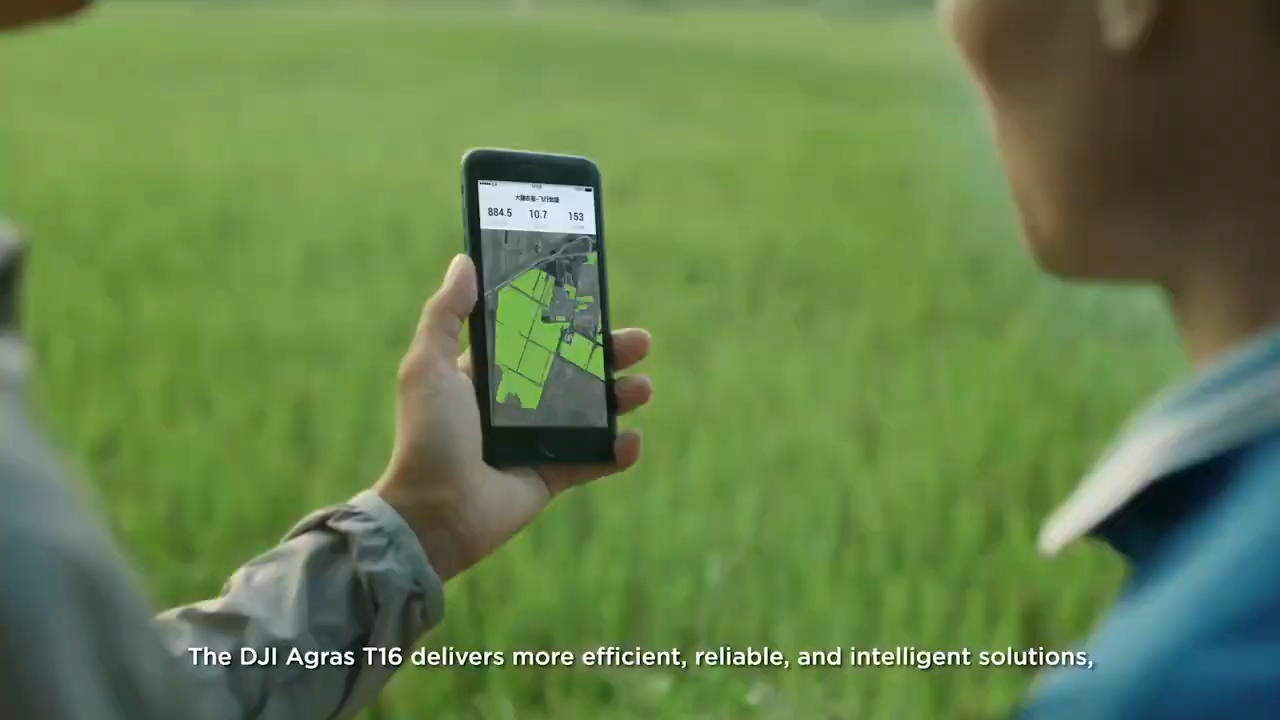 884.5 10.7 153
The DJI Agras T16 delivers more efficient, reliable, and intelligent solutions,